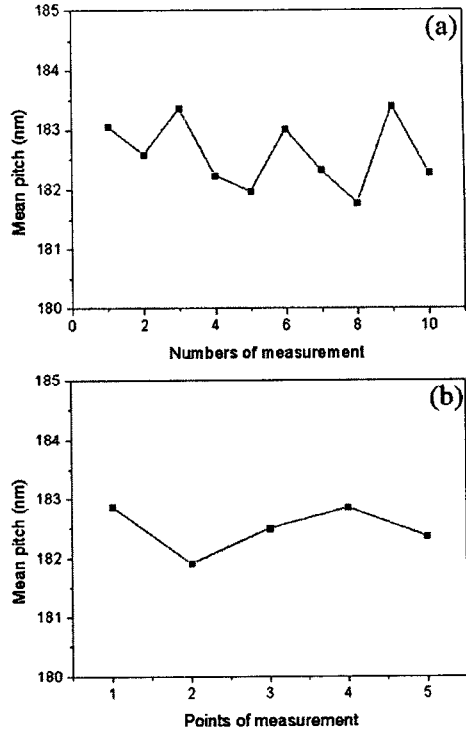 (a)
185
184
183
182
181
180
Mean pitch (nm)
0 2 4 6 8 10
Numbers of measurement
(b)
185
184
183
182
181
180
Mean pitch (nm)
1 2 3 4 5
Points of measurement